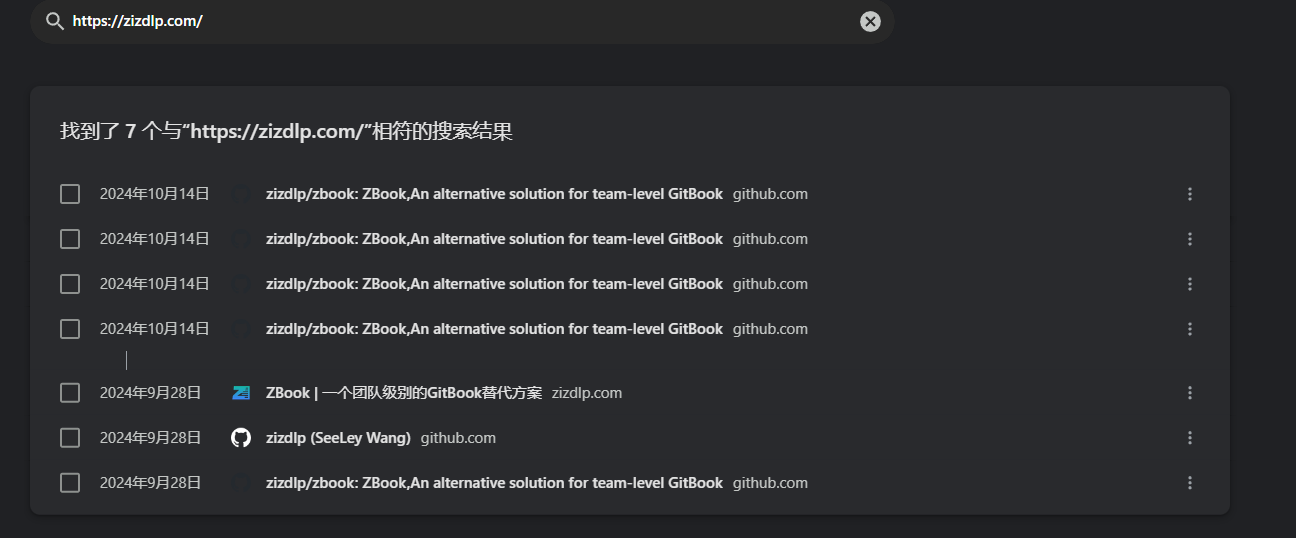 https://zizdlp.com/
找到了 7 个与“https://zizdlp.com/”相符的搜索结果
2024年10月14日 zizdlp/zbook: ZBook,An alternative solution for team-level GitBook github.com
2024年10月14日 zizdlp/zbook: ZBook,An alternative solution for team-level GitBook github.com
2024年10月14日 zizdlp/zbook: ZBook,An alternative solution for team-level GitBook github.com
2024年10月14日 zizdlp/zbook: ZBook,An alternative solution for team-level GitBook github.com
2024年9月28日 ZBook | 一个团队级别的GitBook替代方案 zizdlp.com
2024年9月28日 zizdlp (SeeLey Wang) github.com
2024年9月28日 zizdlp/zbook: ZBook,An alternative solution for team-level GitBook github.com